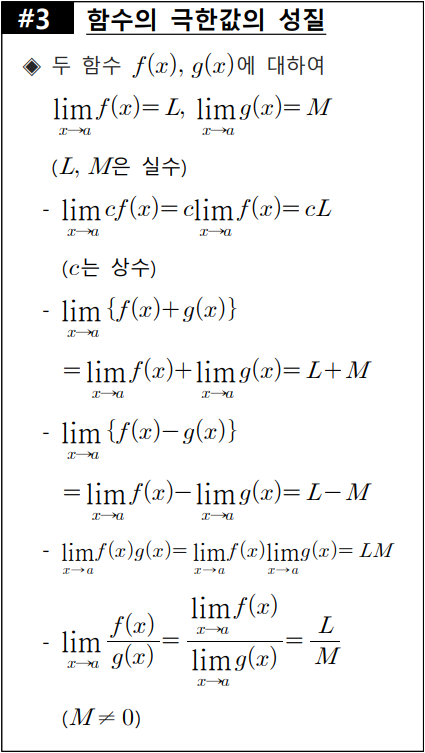 #3 함수의 극한값의 성질
◈ 두 함수 f(x), g(x)에 대하여
lim_{x→a} f(x) = L, lim_{x→a} g(x) = M
(L, M은 실수)
- lim_{x→a} cf(x) = c lim_{x→a} f(x) = cL
(c는 상수)
- lim_{x→a} {f(x)+g(x)}
= lim_{x→a} f(x) + lim_{x→a} g(x) = L+M
- lim_{x→a} {f(x)−g(x)}
= lim_{x→a} f(x) − lim_{x→a} g(x) = L−M
- lim_{x→a} f(x)g(x) = lim_{x→a} f(x) lim_{x→a} g(x) = LM
- lim_{x→a} f(x)/g(x) = lim_{x→a} f(x) / lim_{x→a} g(x) = L/M
(M ≠ 0)